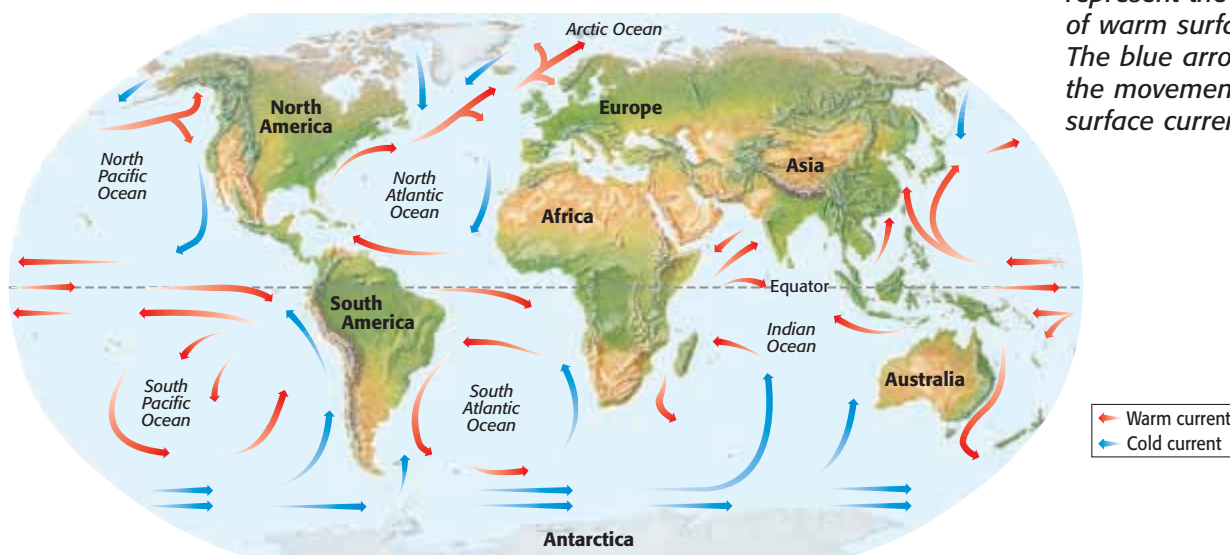 represent the
of warm surfa
The blue arro
the movemen
surface curren
Arctic Ocean
North
America
Europe
Asia
North
Pacific
Ocean
North
Atlantic
Ocean
Africa
Equator
South
America
Indian
Ocean
South
Pacific
Ocean
South
Atlantic
Ocean
Australia
Warm current
Cold current
Antarctica